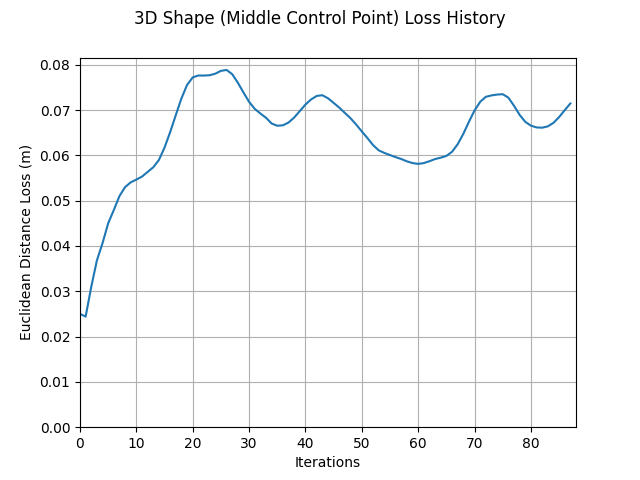 3D Shape (Middle Control Point) Loss History
0.08
0.07
0.06
0.05
0.04
0.03
0.02
0.01
0.00
Euclidean Distance Loss (m)
0 10 20 30 40 50 60 70 80
Iterations